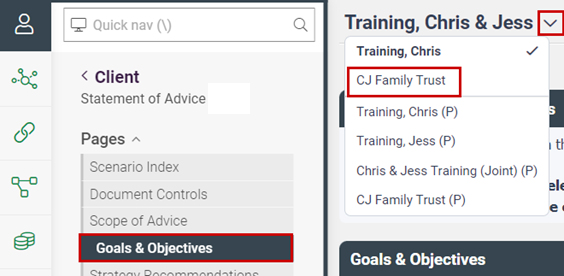 Quick nav (\)
Client
Statement of Advice
Pages
Scenario Index
Document Controls
Scope of Advice
Goals & Objectives
Strategy Recommendations
Training, Chris & Jess
Training, Chris
CJ Family Trust
Training, Chris (P)
Training, Jess (P)
Chris & Jess Training (Joint) (P)
CJ Family Trust (P)
Goals & Objectives